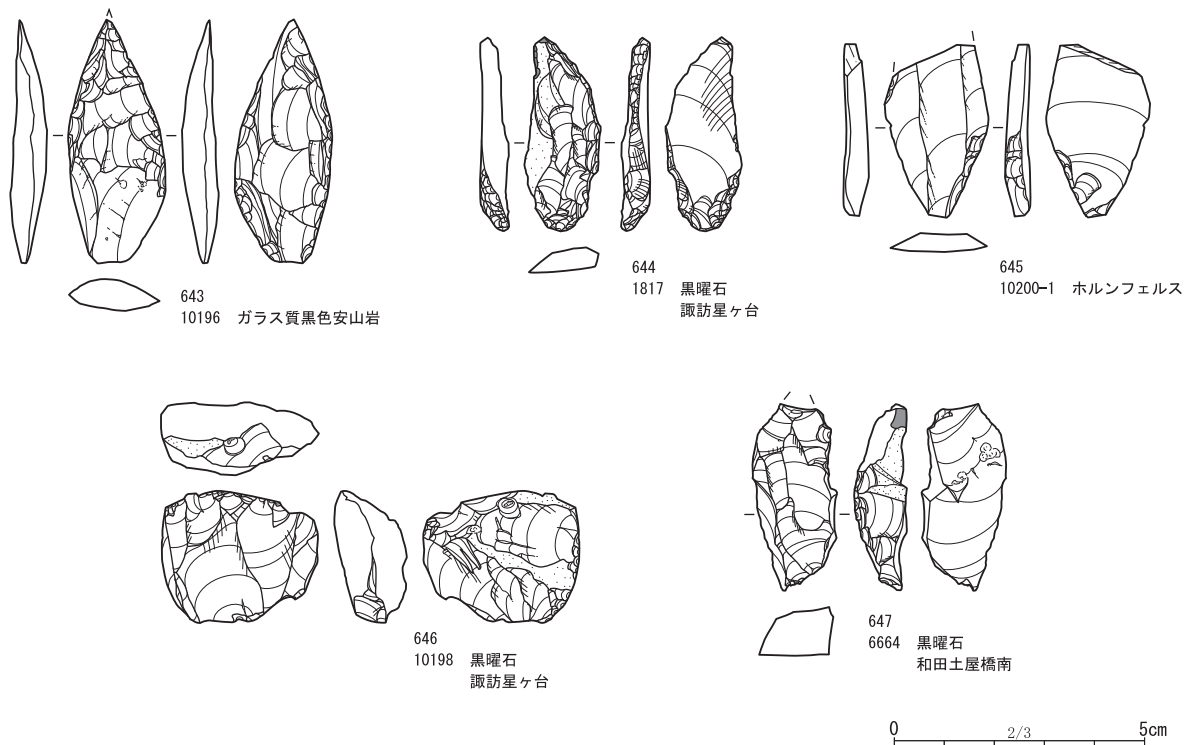 643
10196 ガラス質黒色安山岩
644
1817 黒曜石
諏訪星ヶ台
645
10200-1 ホルンフェルス
646
10198 黒曜石
諏訪星ヶ台
647
6664 黒曜石
和田土屋橋南
0 2/3 5cm